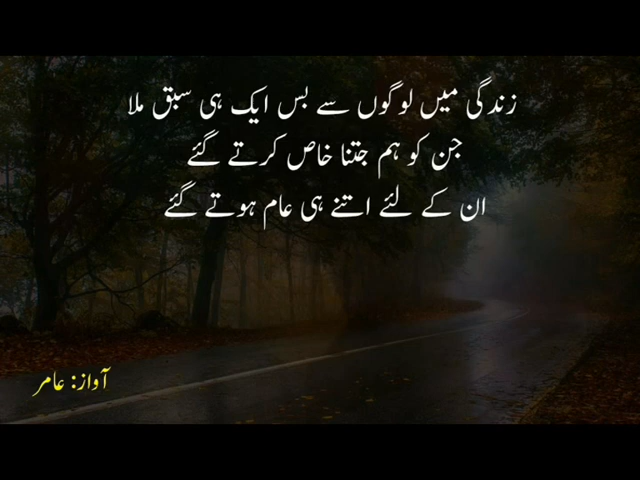 زندگی میں لوگوں سے بس ایک ہی سبق ملا
جن کو ہم جتنا خاص کرتے گئے
ان کے لئے اتنے ہی عام ہوتے گئے
آواز: عامر